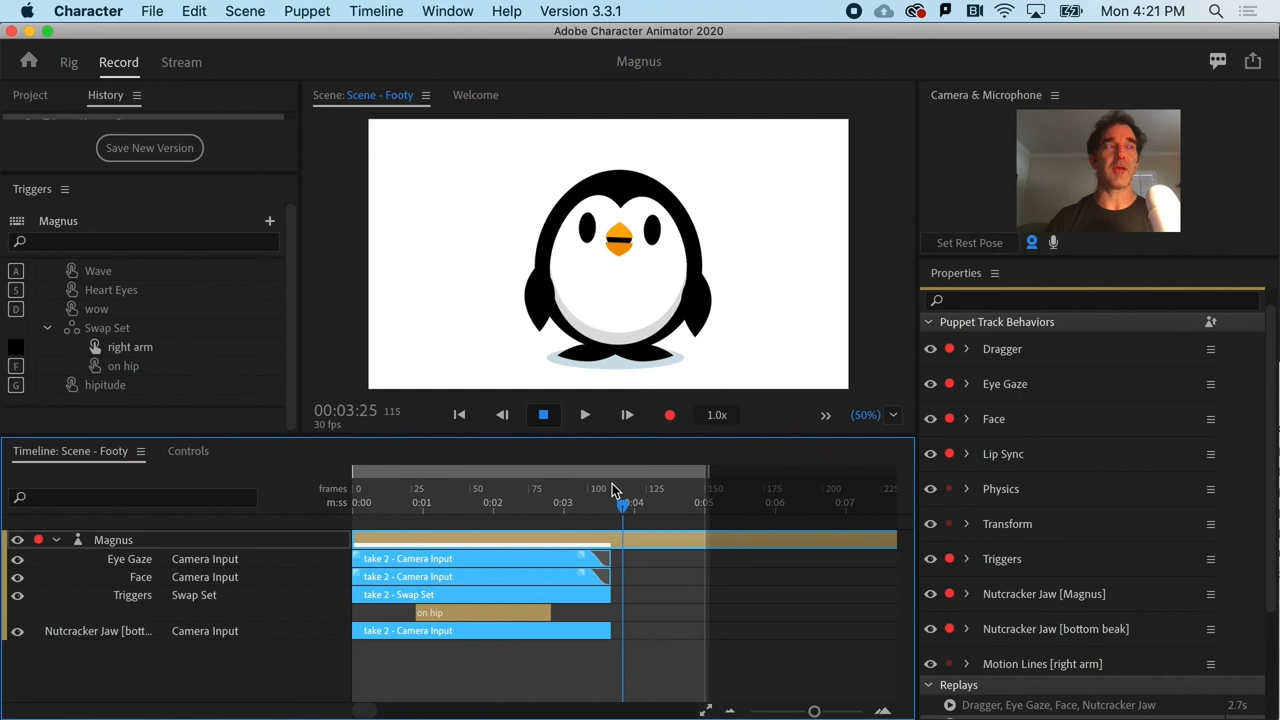 Character File Edit Scene Puppet Timeline Window Help Version 3.3.1 Mon 4:21 PM
Adobe Character Animator 2020
Rig Record Stream Magnus
Project History
Save New Version
Triggers
Magnus
A Wave
S Heart Eyes
D wow
Swap Set
right arm
F on hip
G hipitude
Scene: Scene - Footy Welcome
00:03:25 115
30 fps
1.0x
(50%)
Camera & Microphone
Set Rest Pose
Properties
Puppet Track Behaviors
Dragger
Eye Gaze
Face
Lip Sync
Physics
Transform
Triggers
Nutcracker Jaw [Magnus]
Nutcracker Jaw [bottom beak]
Motion Lines [right arm]
Replays
Dragger, Eye Gaze, Face, Nutcracker Jaw 2.7s
Timeline: Scene - Footy Controls
frames 0 25 50 75 100 125 150 175 200 225
m:ss 0:00 0:01 0:02 0:03 0:04 0:05 0:06 0:07
Magnus
Eye Gaze Camera Input take 2 - Camera Input
Face Camera Input take 2 - Camera Input
Triggers Swap Set take 2 - Swap Set
on hip
Nutcracker Jaw [bott... Camera Input take 2 - Camera Input